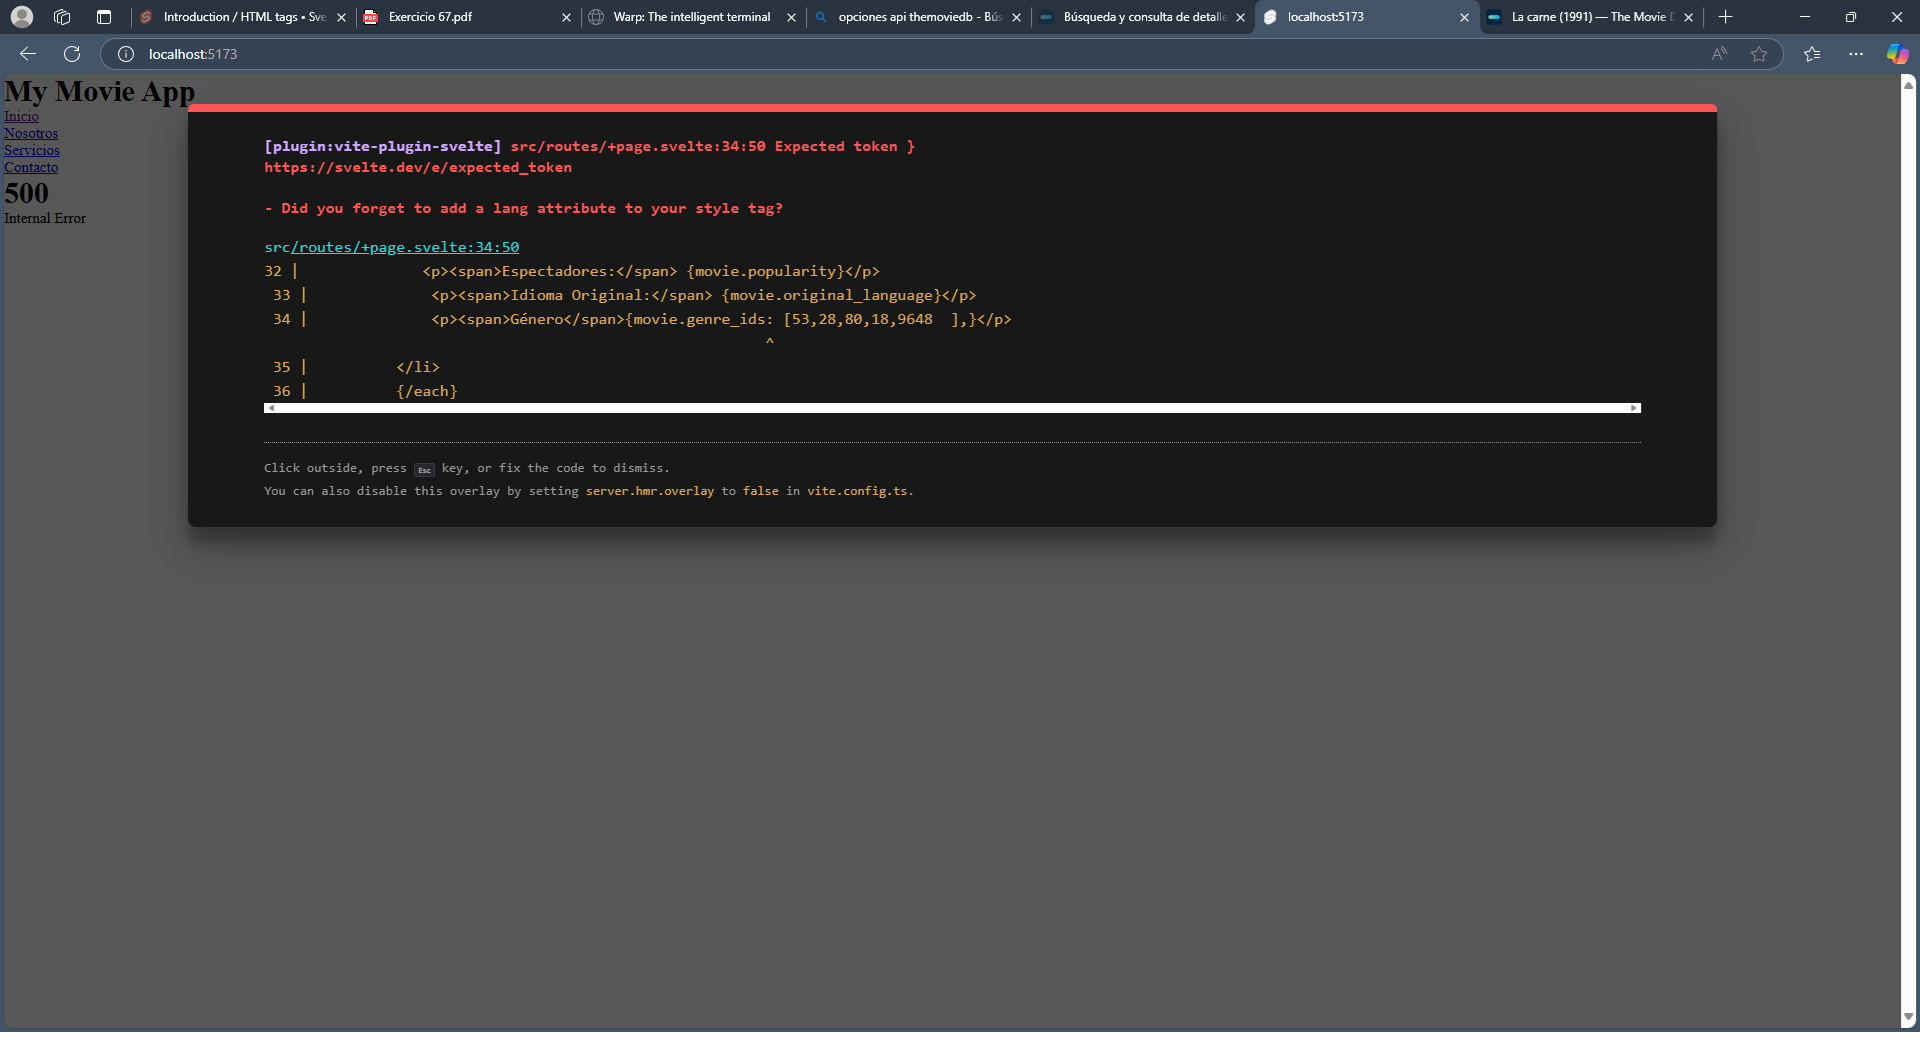 Introduction / HTML tags • Sve
Exercicio 67.pdf
Warp: The intelligent terminal
opciones api themoviedb - Bús
Búsqueda y consulta de detalle
localhost:5173
La carne (1991) — The Movie D
localhost:5173
My Movie App
Inicio
Nosotros
Servicios
Contacto
500
Internal Error
[plugin:vite-plugin-svelte] src/routes/+page.svelte:34:50 Expected token }
https://svelte.dev/e/expected_token
- Did you forget to add a lang attribute to your style tag?
src/routes/+page.svelte:34:50
32 |              <p><span>Espectadores:</span> {movie.popularity}</p>
33 |              <p><span>Idioma Original:</span> {movie.original_language}</p>
34 |              <p><span>Género</span>{movie.genre_ids: [53,28,80,18,9648  ],}</p>
^
35 |          </li>
36 |          {/each}
Click outside, press Esc key, or fix the code to dismiss.
You can also disable this overlay by setting server.hmr.overlay to false in vite.config.ts.